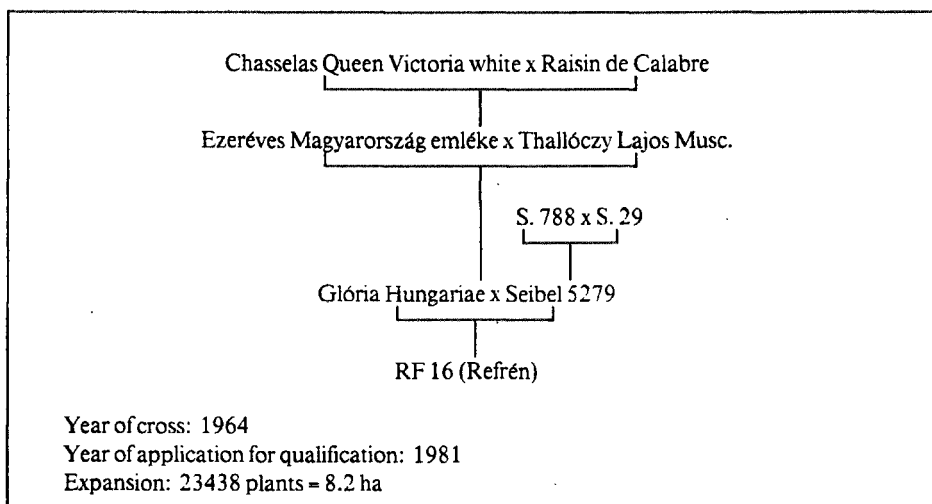 Chasselas Queen Victoria white x Raisin de Calabre
Ezeréves Magyarország emléke x Thallóczy Lajos Musc.
S. 788 x S. 29
Glória Hungariae x Seibel 5279
RF 16 (Refrén)
Year of cross: 1964
Year of application for qualification: 1981
Expansion: 23438 plants = 8.2 ha